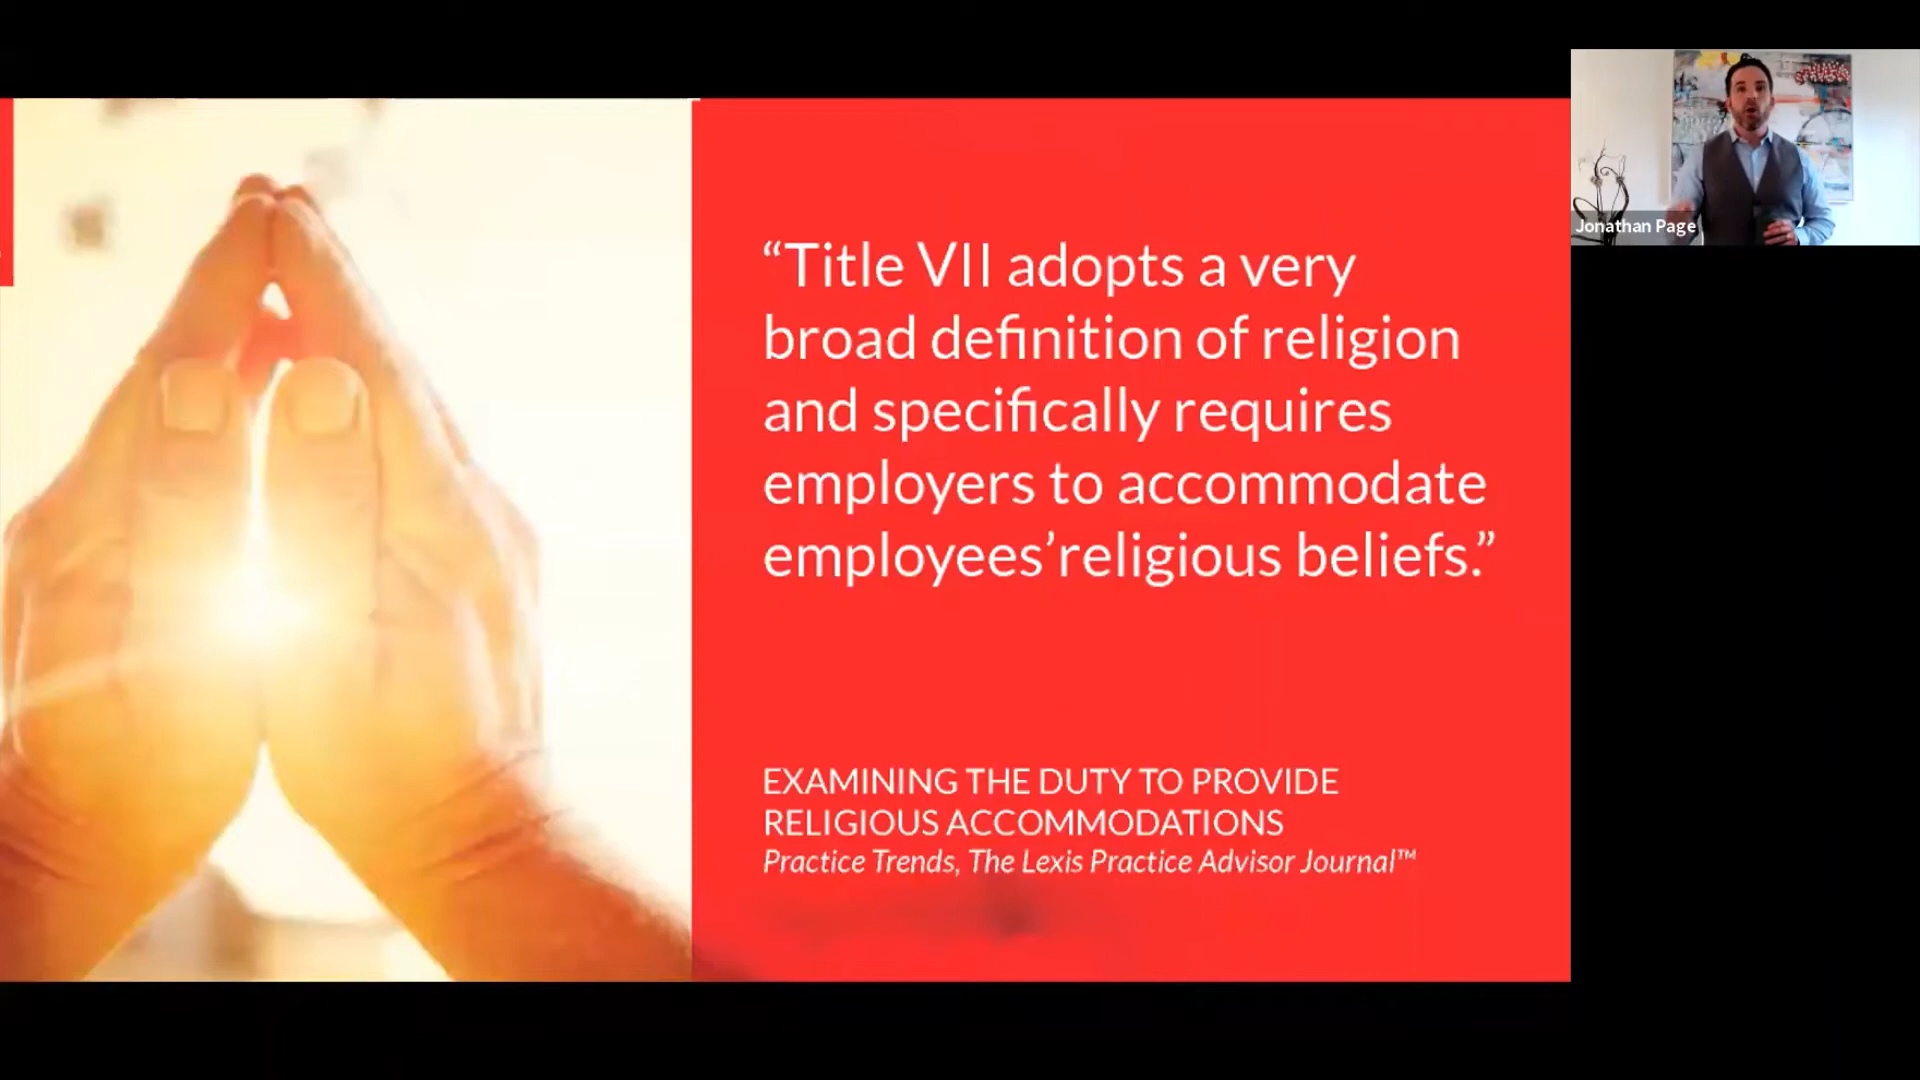 “Title VII adopts a very
broad definition of religion
and specifically requires
employers to accommodate
employees’religious beliefs.”
EXAMINING THE DUTY TO PROVIDE
RELIGIOUS ACCOMMODATIONS
Practice Trends, The Lexis Practice Advisor Journal™
Jonathan Page